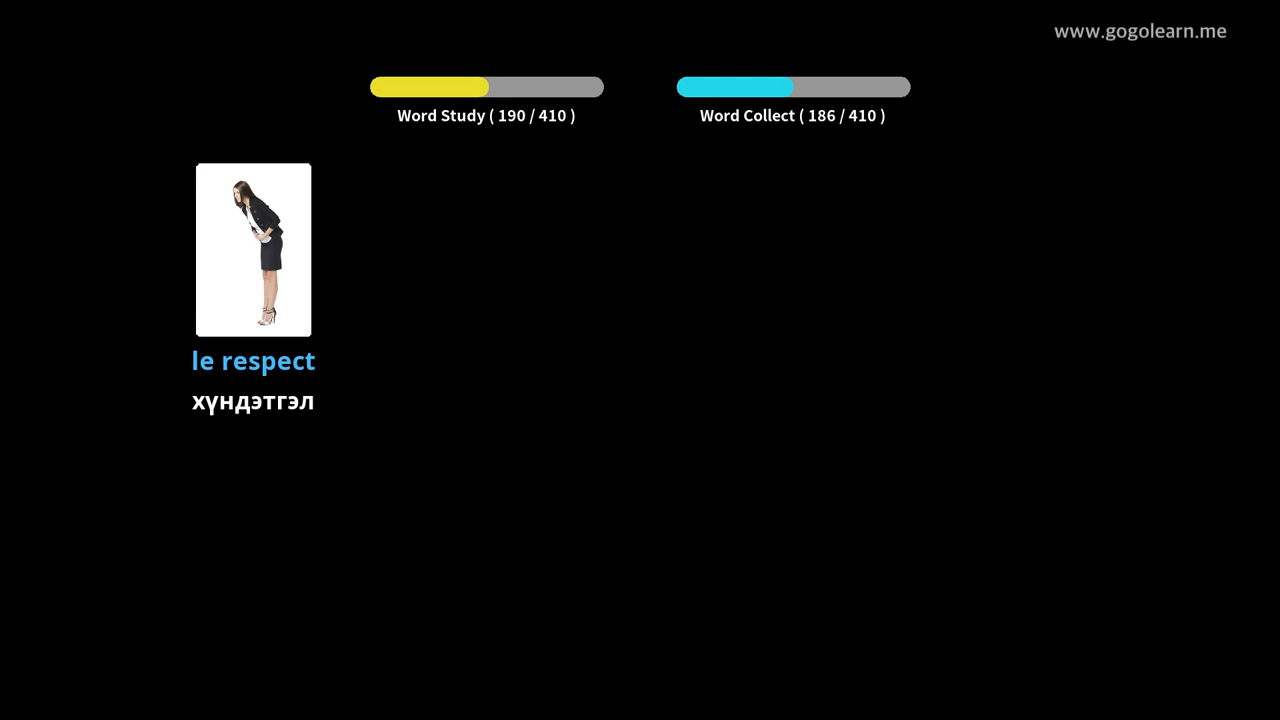 www.gogolearn.me
Word Study ( 190 / 410 )
Word Collect ( 186 / 410 )
le respect
хүндэтгэл